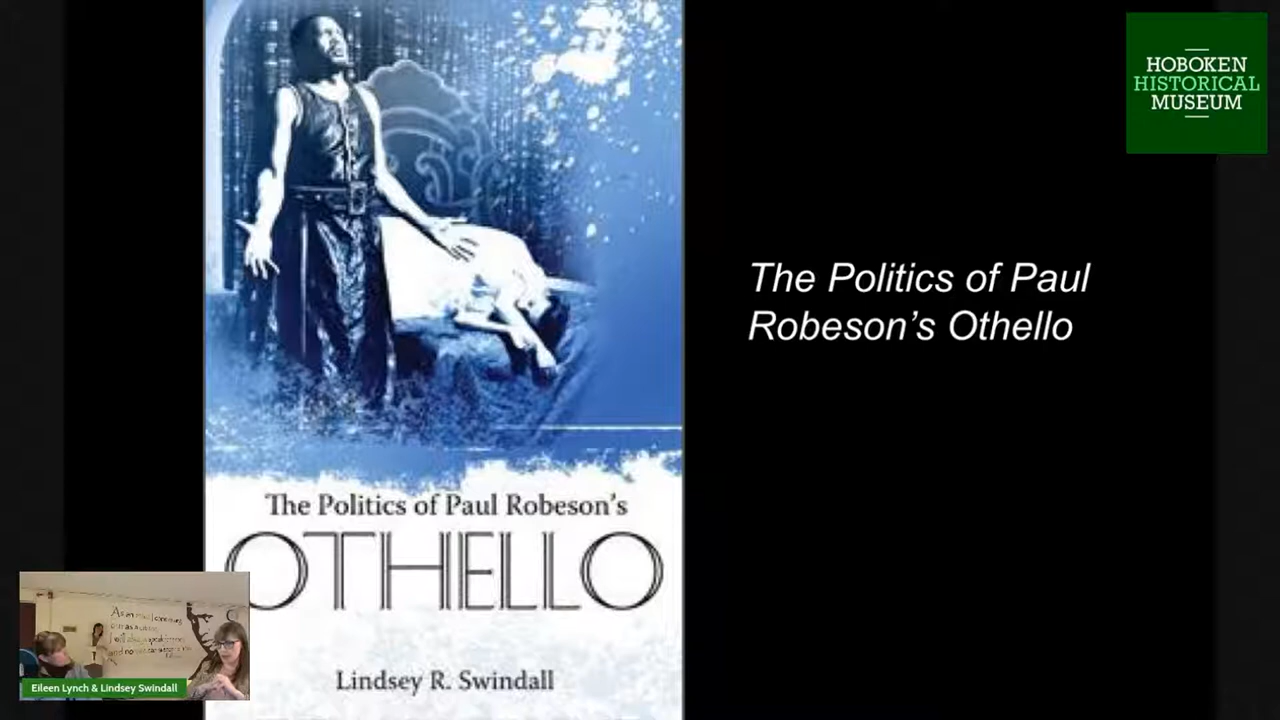 The Politics of Paul Robeson's
OTHELLO
Lindsey R. Swindall
The Politics of Paul
Robeson's Othello
HOBOKEN
HISTORICAL
MUSEUM
Eileen Lynch & Lindsey Swindall